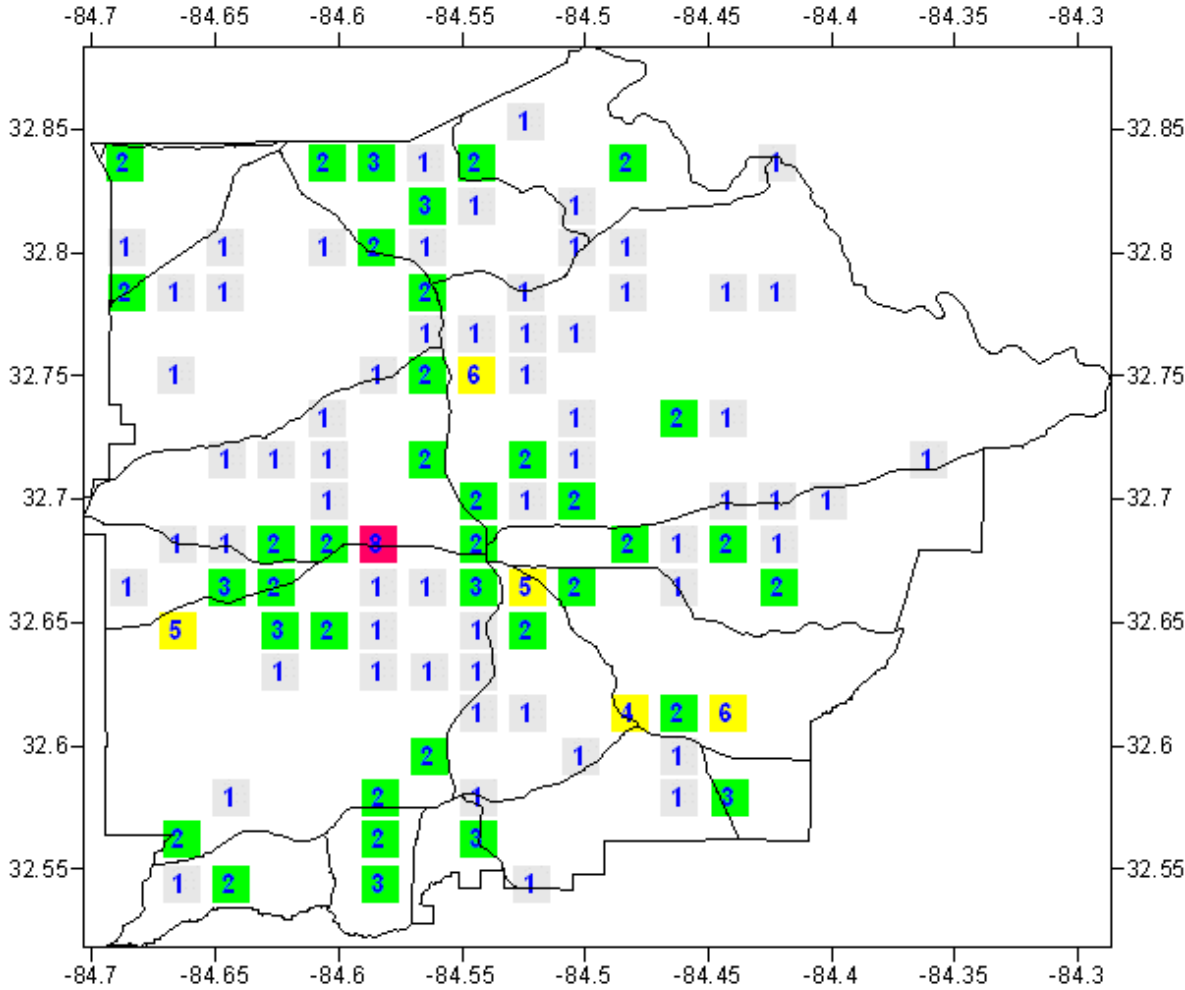 -84.7 -84.65 -84.6 -84.55 -84.5 -84.45 -84.4 -84.35 -84.3
32.85 1 32.85
2 2 3 1 2 2 1
3 1 1
32.8 1 1 1 2 1 1 1 32.8
2 1 1 2 1 1 1 1
1 1 1 1
32.75 1 1 2 6 1 32.75
1 1 2 1
1 1 1 2 2 1 1
32.7 1 2 1 2 1 1 1 32.7
1 1 2 2 8 2 2 1 2 1
1 3 2 1 1 3 5 2 1 2
32.65 5 3 2 1 1 2 32.65
1 1 1 1
1 1 4 2 6
32.6 2 1 1 32.6
1 2 1 1 3
2 2 3
32.55 1 2 3 1 32.55
-84.7 -84.65 -84.6 -84.55 -84.5 -84.45 -84.4 -84.35 -84.3